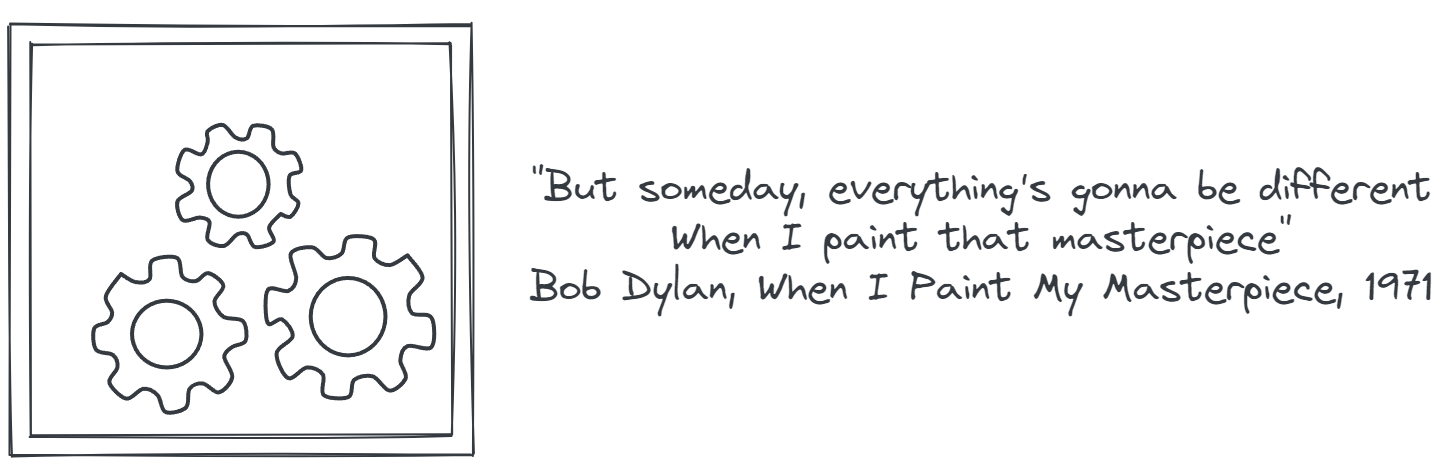 "But someday, everything's gonna be different
When I paint that masterpiece"
Bob Dylan, When I Paint My Masterpiece, 1971